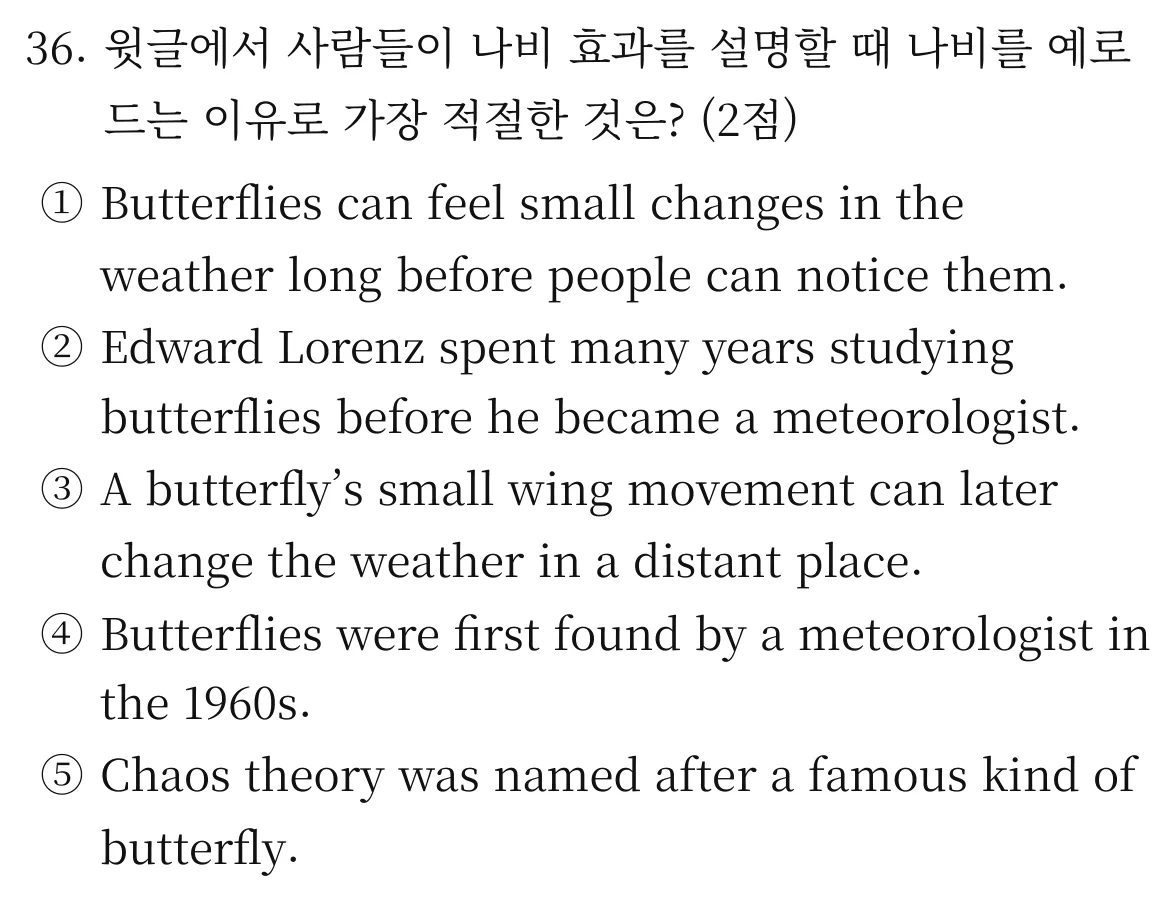 36. 윗글에서 사람들이 나비 효과를 설명할 때 나비를 예로
드는 이유로 가장 적절한 것은? (2점)
① Butterflies can feel small changes in the
weather long before people can notice them.
② Edward Lorenz spent many years studying
butterflies before he became a meteorologist.
③ A butterfly’s small wing movement can later
change the weather in a distant place.
④ Butterflies were first found by a meteorologist in
the 1960s.
⑤ Chaos theory was named after a famous kind of
butterfly.